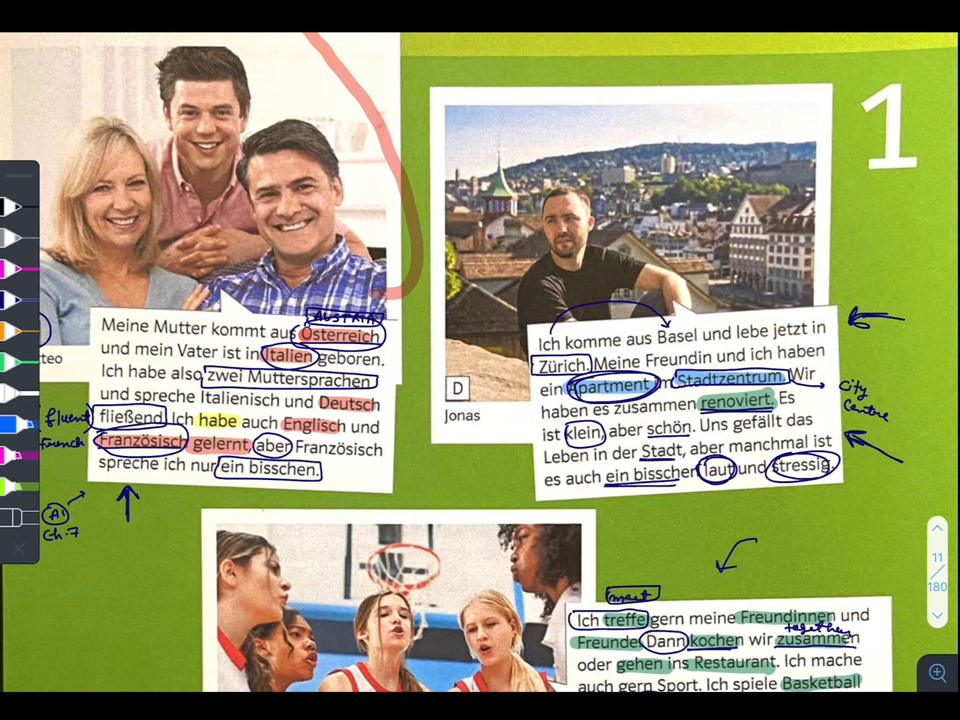 1
AUSTRIA
Meine Mutter kommt aus Österreich
und mein Vater ist in Italien geboren.
Ich habe also zwei Muttersprachen
und spreche Italienisch und Deutsch
fließend. Ich habe auch Englisch und
Französisch gelernt, aber Französisch
spreche ich nur ein bisschen.
teo
fluent
French
A1
Ch:7
D
Jonas
Ich komme aus Basel und lebe jetzt in
Zürich. Meine Freundin und ich haben
ein Apartment im Stadtzentrum. Wir
haben es zusammen renoviert. Es
ist klein, aber schön. Uns gefällt das
Leben in der Stadt, aber manchmal ist
es auch ein bisschen laut und stressig.
City
Centre
meet
Ich treffe gern meine Freundinnen und
together
Freunde. Dann kochen wir zusammen
oder gehen ins Restaurant. Ich mache
auch gern Sport. Ich spiele Basketball
11
180